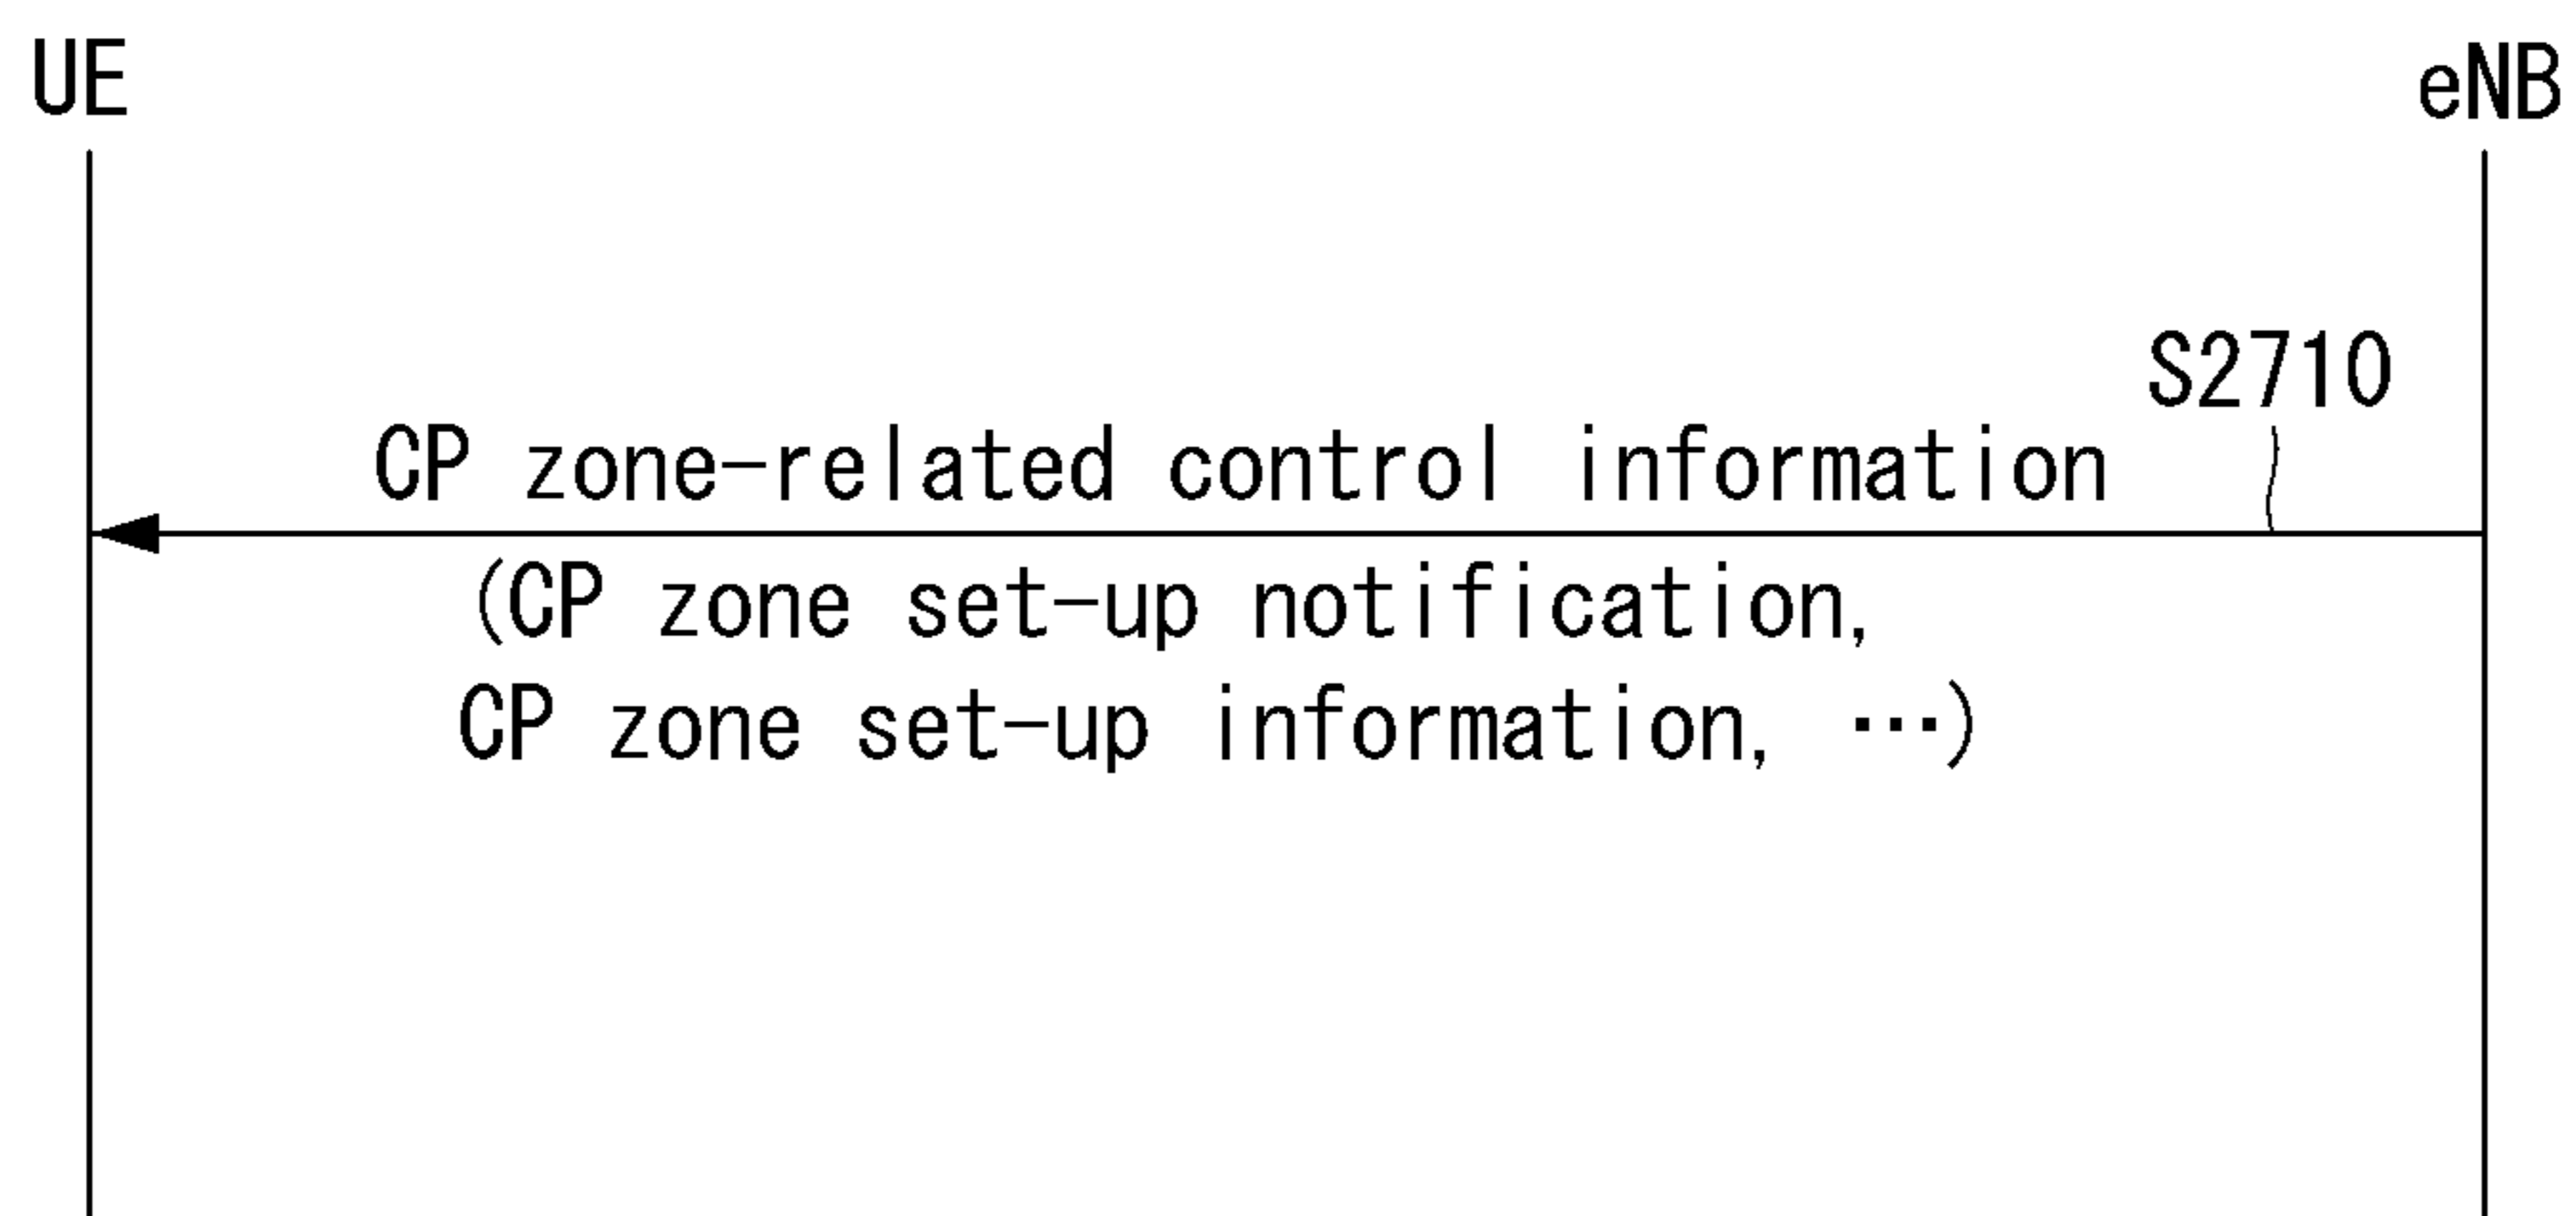 UE eNB
S2710
CP zone-related control information
(CP zone set-up notification,
CP zone set-up information, ···)